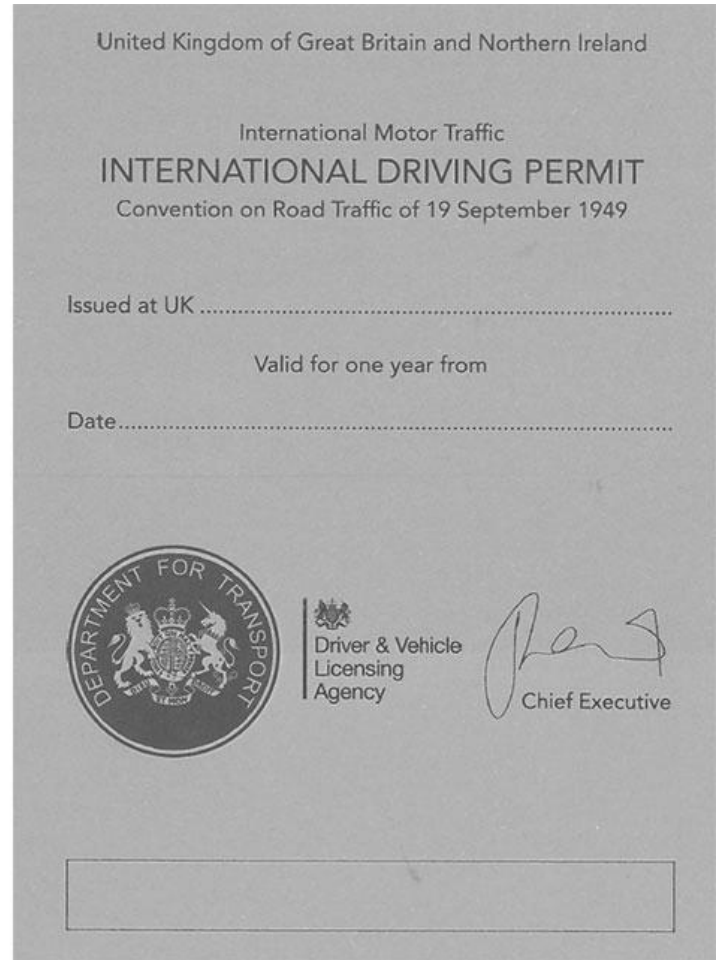 United Kingdom of Great Britain and Northern Ireland
International Motor Traffic
INTERNATIONAL DRIVING PERMIT
Convention on Road Traffic of 19 September 1949
Issued at UK ........................................................................
Valid for one year from
Date.....................................................................................
DEPARTMENT FOR TRANSPORT
Driver & Vehicle
Licensing
Agency
Chief Executive